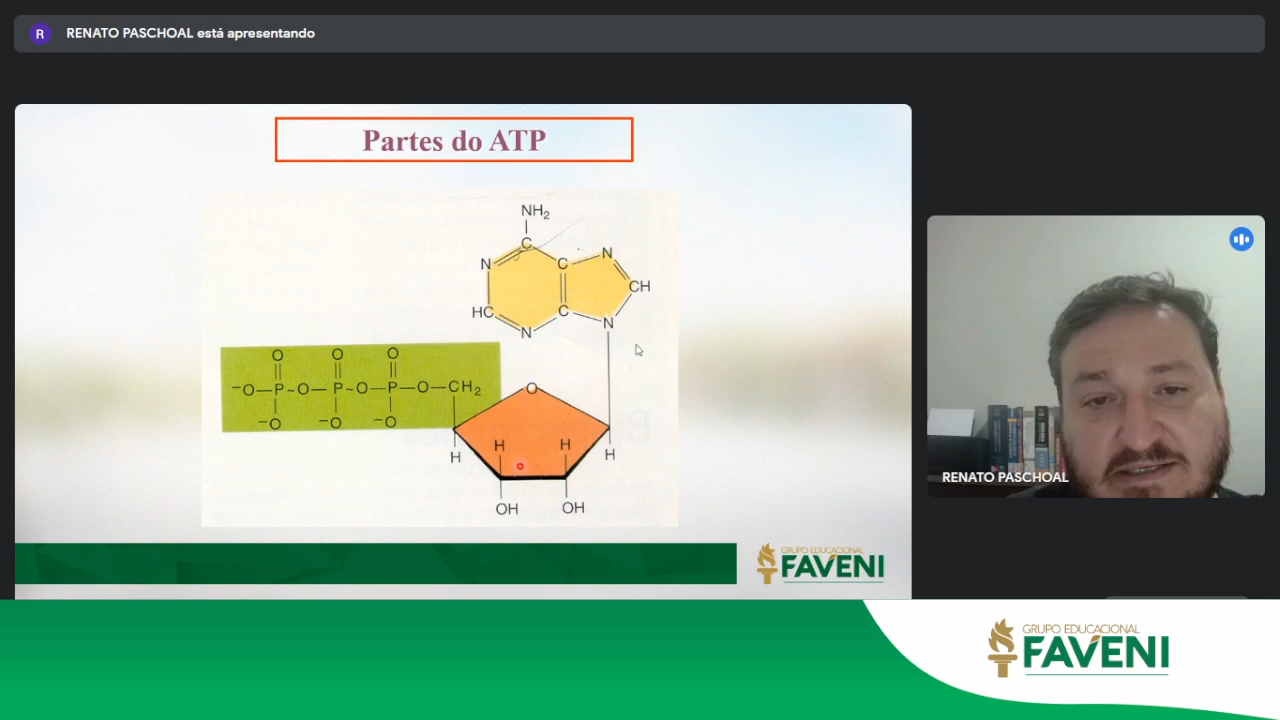 R
RENATO PASCHOAL está apresentando
Partes do ATP
NH2
C
N
C
N
CH
HC
N
C
N
O
O
O
⁻O—P~O—P~O—P—O—CH2
⁻O
⁻O
⁻O
O
H
H
H
H
OH
OH
GRUPO EDUCACIONAL
FAVENI
RENATO PASCHOAL
GRUPO EDUCACIONAL
FAVENI